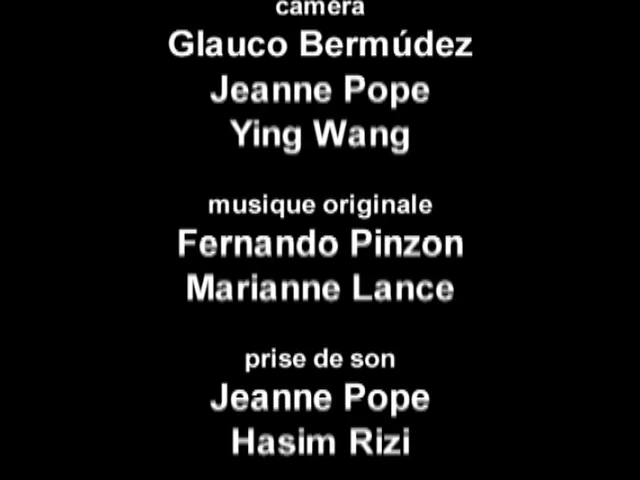 caméra
Glauco Bermúdez
Jeanne Pope
Ying Wang
musique originale
Fernando Pinzon
Marianne Lance
prise de son
Jeanne Pope
Hasim Rizi